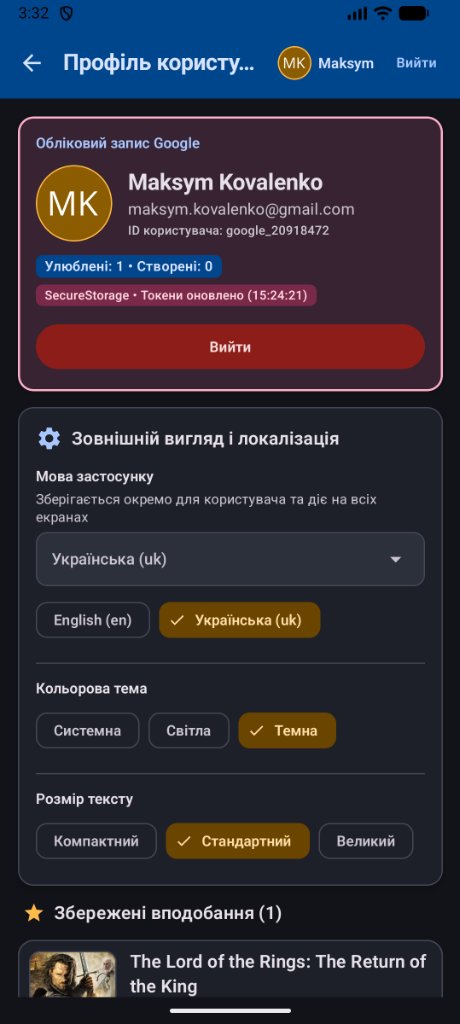 3:32
Профіль користу...
MK
Maksym
Вийти
Обліковий запис Google
MK
Maksym Kovalenko
maksym.kovalenko@gmail.com
ID користувача: google_20918472
Улюблені: 1 • Створені: 0
SecureStorage • Токени оновлено (15:24:21)
Вийти
Зовнішній вигляд і локалізація
Мова застосунку
Зберігається окремо для користувача та діє на всіх
екранах
Українська (uk)
English (en)
Українська (uk)
Кольорова тема
Системна
Світла
Темна
Розмір тексту
Компактний
Стандартний
Великий
Збережені вподобання (1)
The Lord of the Rings: The Return of
the King